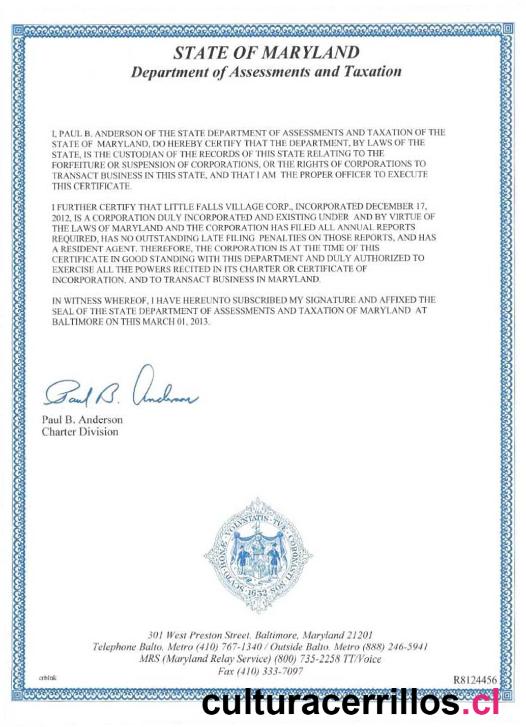 STATE OF MARYLAND
Department of Assessments and Taxation
I, PAUL B. ANDERSON OF THE STATE DEPARTMENT OF ASSESSMENTS AND TAXATION OF THE
STATE OF MARYLAND, DO HEREBY CERTIFY THAT THE DEPARTMENT, BY LAWS OF THE
STATE, IS THE CUSTODIAN OF THE RECORDS OF THIS STATE RELATING TO THE
FORFEITURE OR SUSPENSION OF CORPORATIONS, OR THE RIGHTS OF CORPORATIONS TO
TRANSACT BUSINESS IN THIS STATE, AND THAT I AM THE PROPER OFFICER TO EXECUTE
THIS CERTIFICATE.
I FURTHER CERTIFY THAT LITTLE FALLS VILLAGE CORP., INCORPORATED DECEMBER 17,
2012, IS A CORPORATION DULY INCORPORATED AND EXISTING UNDER AND BY VIRTUE OF
THE LAWS OF MARYLAND AND THE CORPORATION HAS FILED ALL ANNUAL REPORTS
REQUIRED, HAS NO OUTSTANDING LATE FILING PENALTIES ON THOSE REPORTS, AND HAS
A RESIDENT AGENT. THEREFORE, THE CORPORATION IS AT THE TIME OF THIS
CERTIFICATE IN GOOD STANDING WITH THIS DEPARTMENT AND DULY AUTHORIZED TO
EXERCISE ALL THE POWERS RECITED IN ITS CHARTER OR CERTIFICATE OF
INCORPORATION, AND TO TRANSACT BUSINESS IN MARYLAND.
IN WITNESS WHEREOF, I HAVE HEREUNTO SUBSCRIBED MY SIGNATURE AND AFFIXED THE
SEAL OF THE STATE DEPARTMENT OF ASSESSMENTS AND TAXATION OF MARYLAND AT
BALTIMORE ON THIS MARCH 01, 2013.
Paul B. Anderson
Paul B. Anderson
Charter Division
1632
301 West Preston Street, Baltimore, Maryland 21201
Telephone Balto. Metro (410) 767-1340 / Outside Balto. Metro (888) 246-5941
MRS (Maryland Relay Service) (800) 735-2258 TT/Voice
Fax (410) 333-7097
R8124456
culturacerrillos.cl